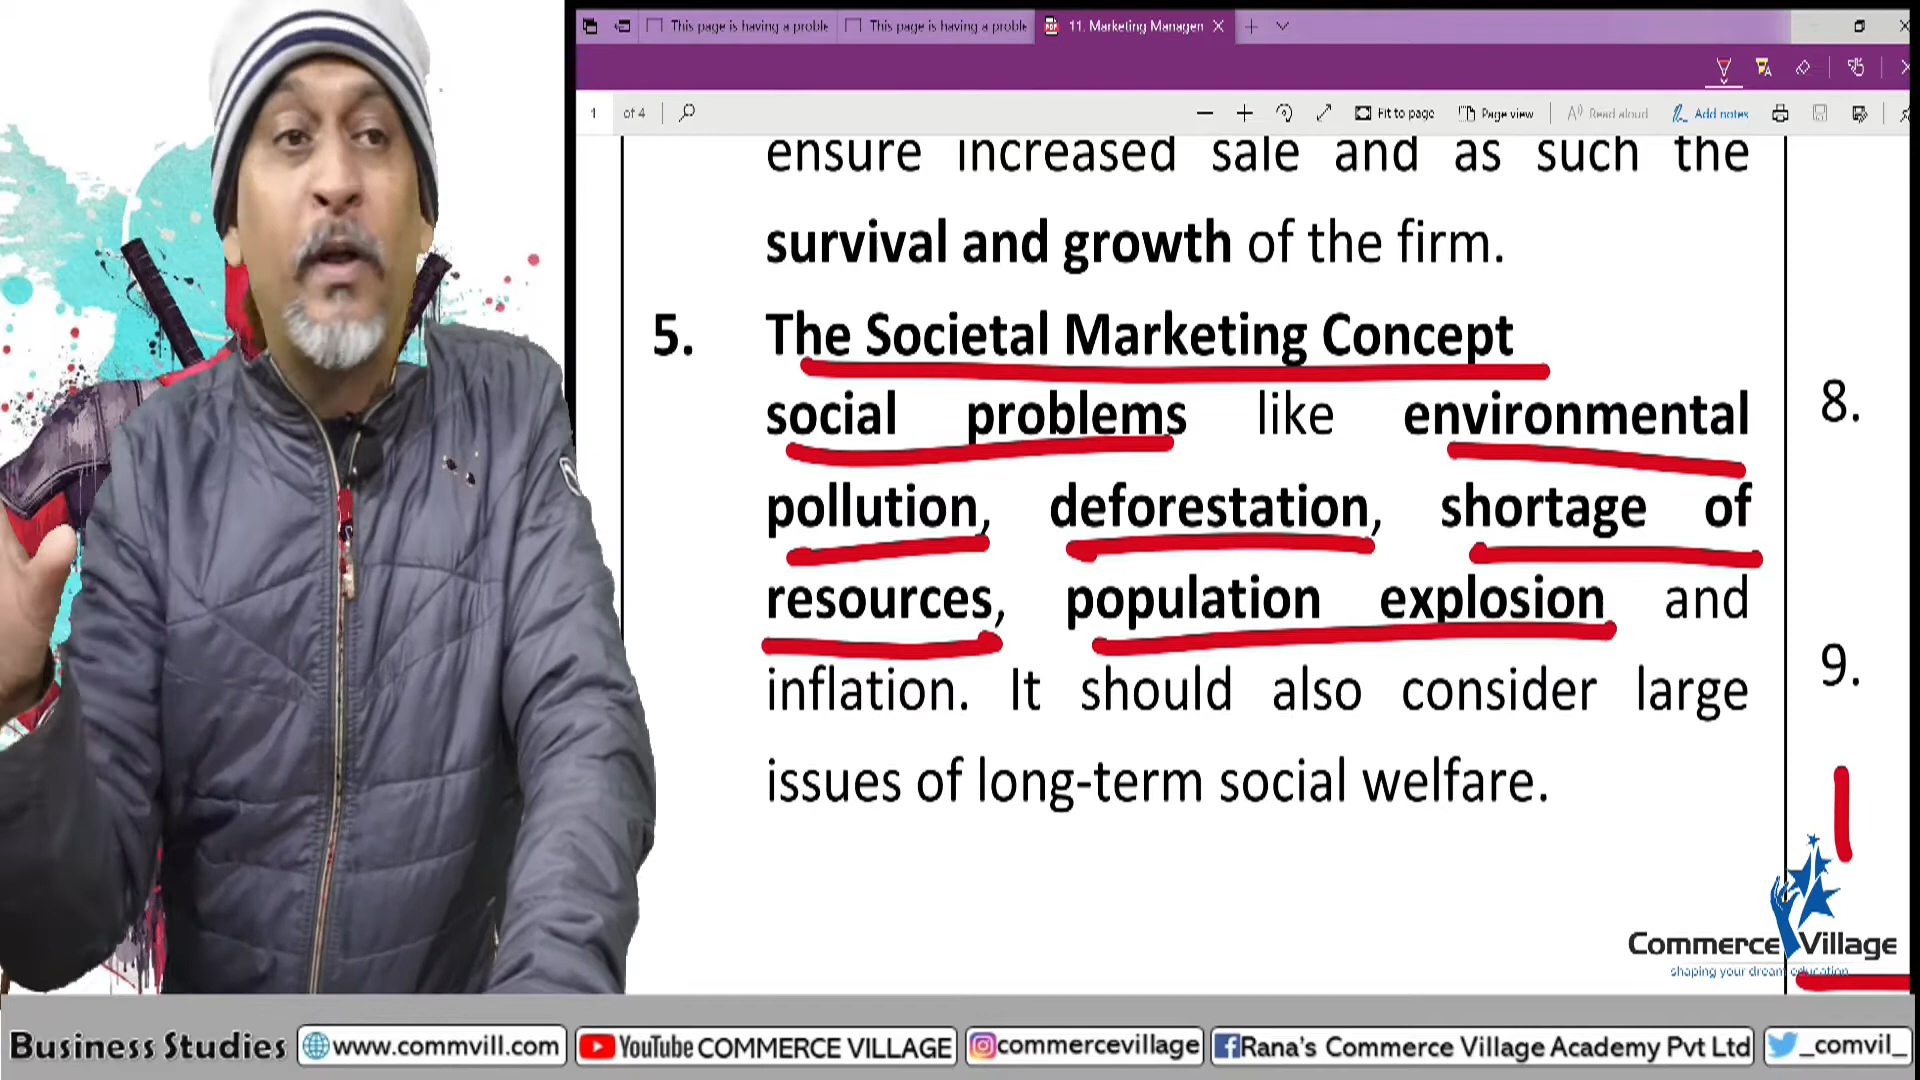 This page is having a proble
This page is having a proble
11. Marketing Managen
1 of 4
Fit to page
Page view
Read aloud
Add notes
ensure increased sale and as such the
survival and growth of the firm.
5. The Societal Marketing Concept
social problems like environmental
pollution, deforestation, shortage of
resources, population explosion and
inflation. It should also consider large
issues of long-term social welfare.
8.
9.
Commerce Village
shaping your dream education
Business Studies
www.commvill.com
YouTube COMMERCE VILLAGE
commercevillage
Rana's Commerce Village Academy Pvt Ltd
_comvil_